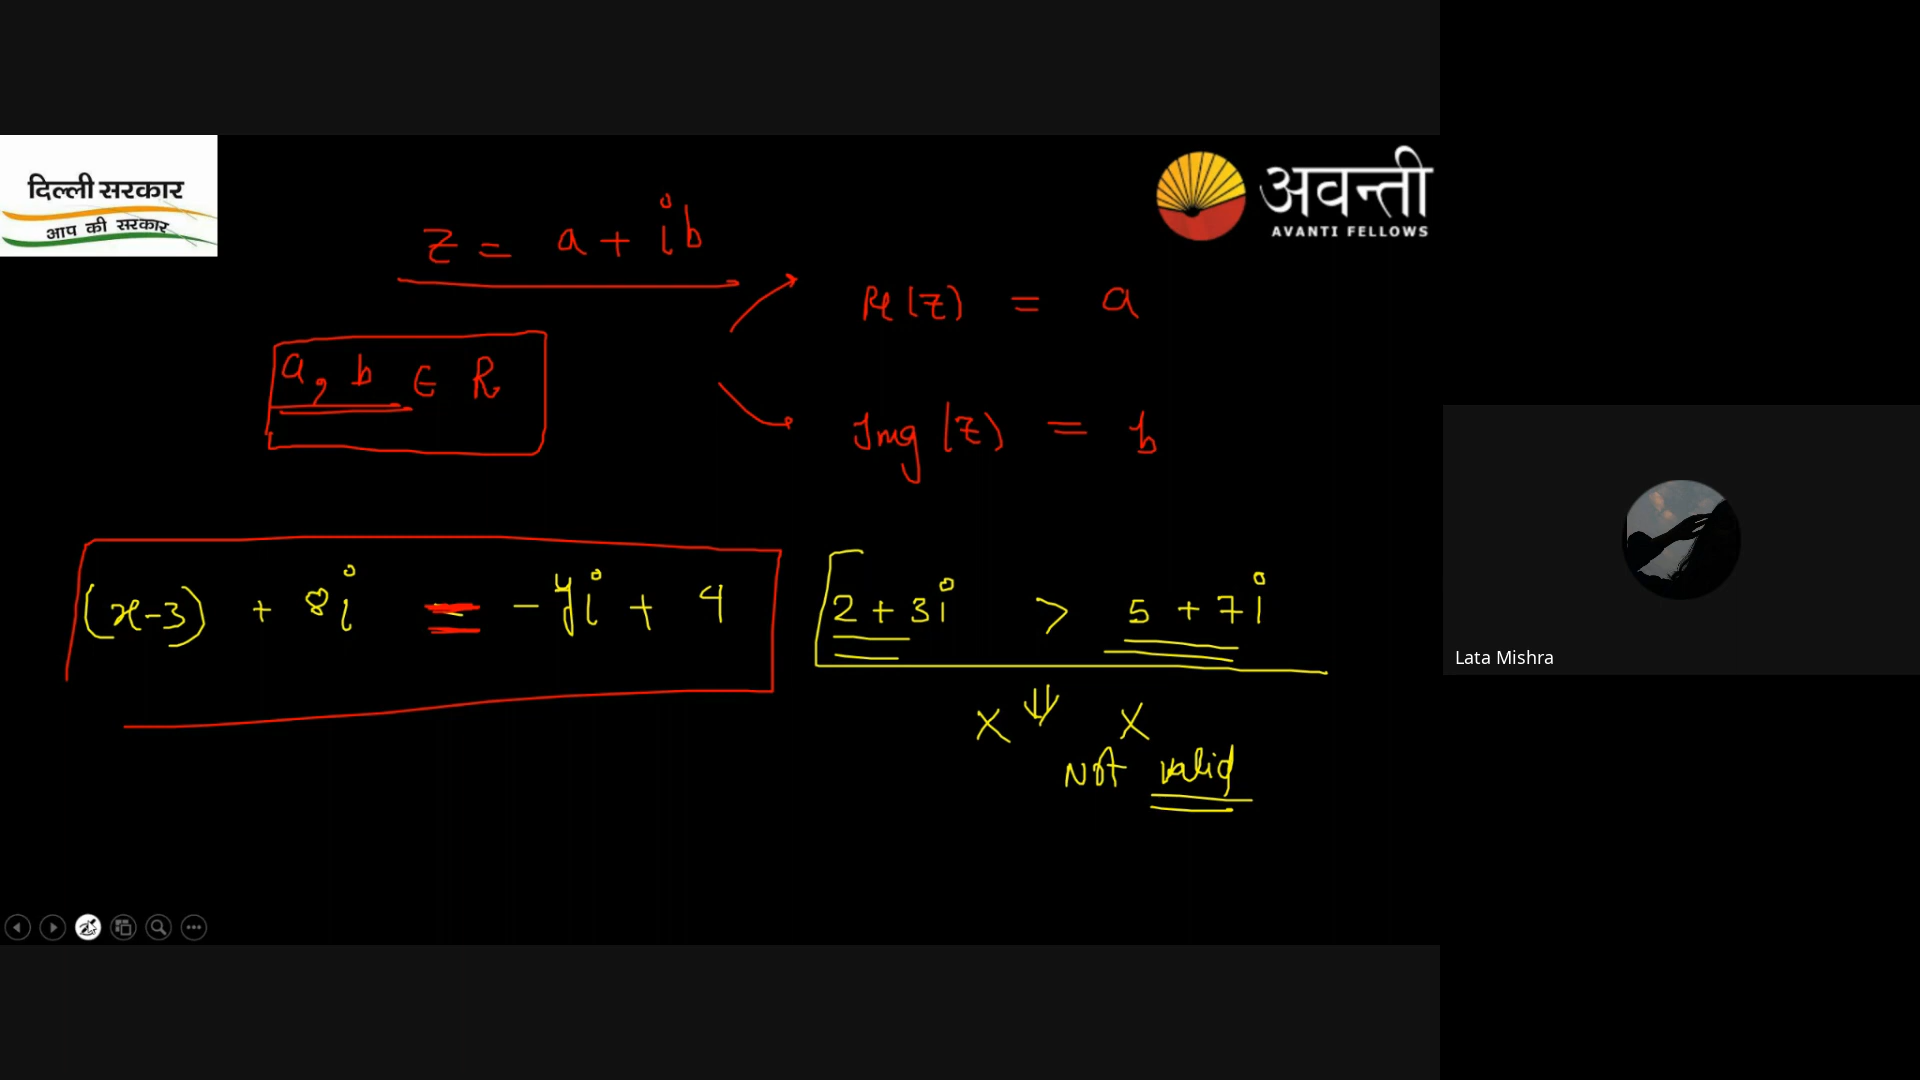 दिल्ली सरकार
आप की सरकार
अवन्ती
AVANTI FELLOWS
z = a + ib
Re(z) = a
a, b ∈ R
Img(z) = b
(x-3) + 8i = -yi + 4
2 + 3i > 5 + 7i
x ⇓ x
Not valid
Lata Mishra